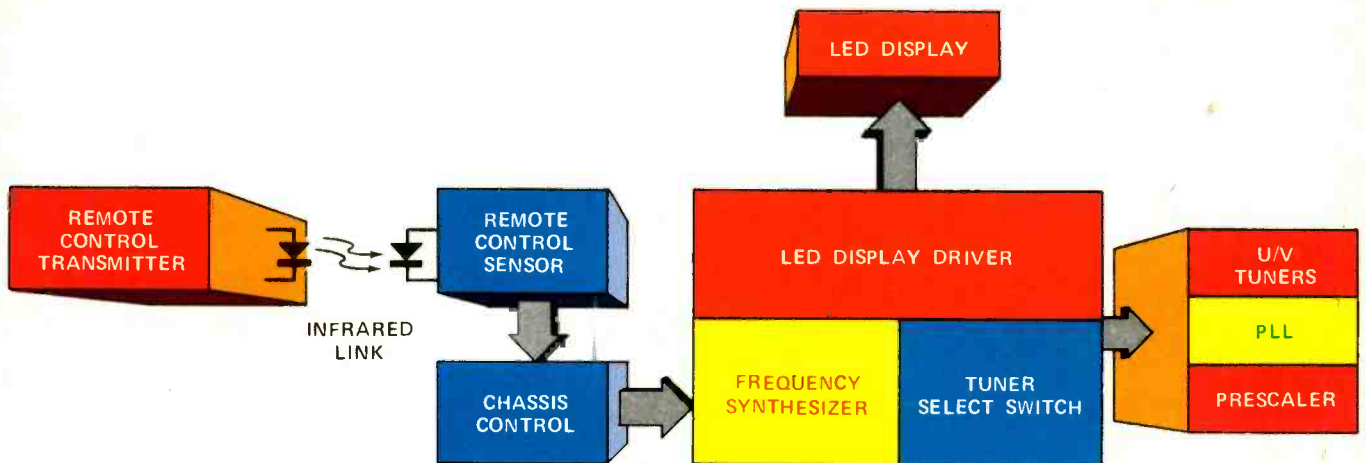 LED DISPLAY
REMOTE
CONTROL
TRANSMITTER
INFRARED
LINK
REMOTE
CONTROL
SENSOR
CHASSIS
CONTROL
LED DISPLAY DRIVER
FREQUENCY
SYNTHESIZER
TUNER
SELECT SWITCH
U/V
TUNERS
PLL
PRESCALER